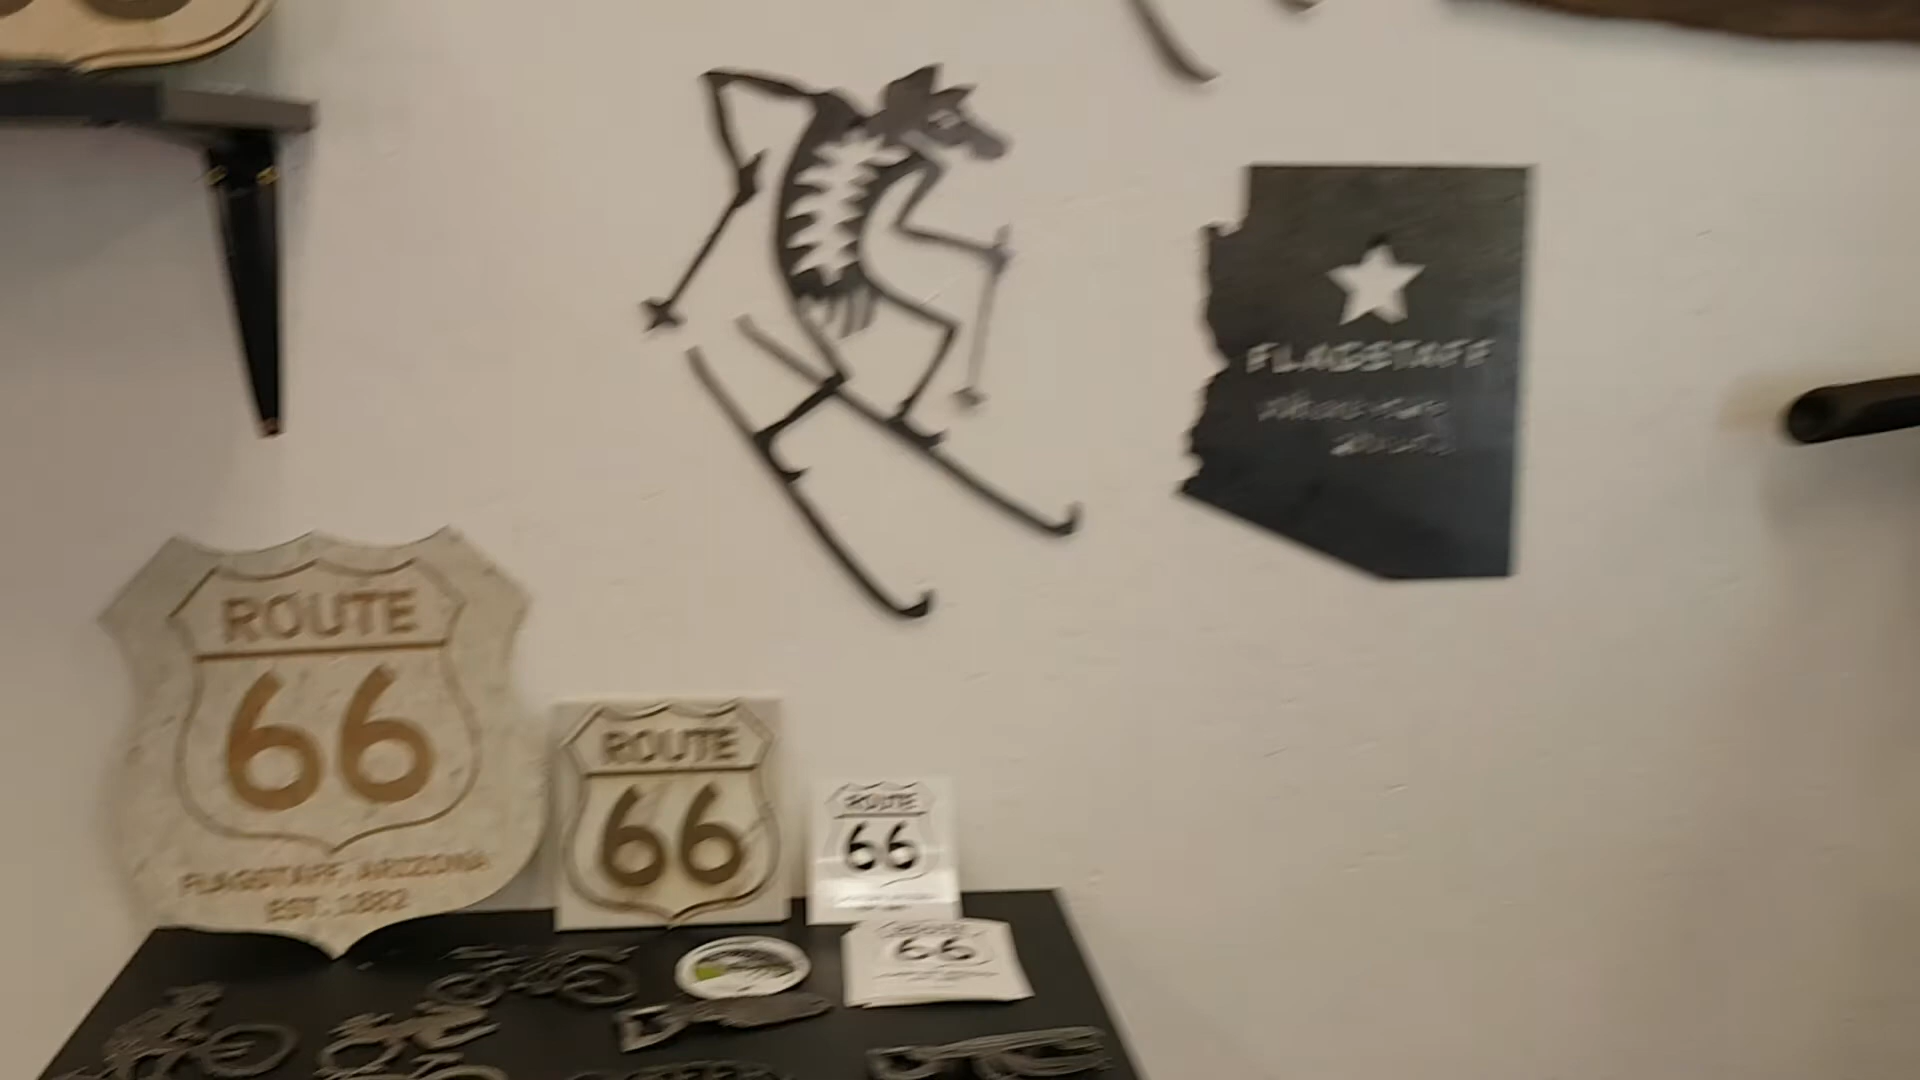 FLAGSTAFF
ROUTE
66
FLAGSTAFF, ARIZONA
EST. 1882
ROUTE
66
ROUTE
66
66